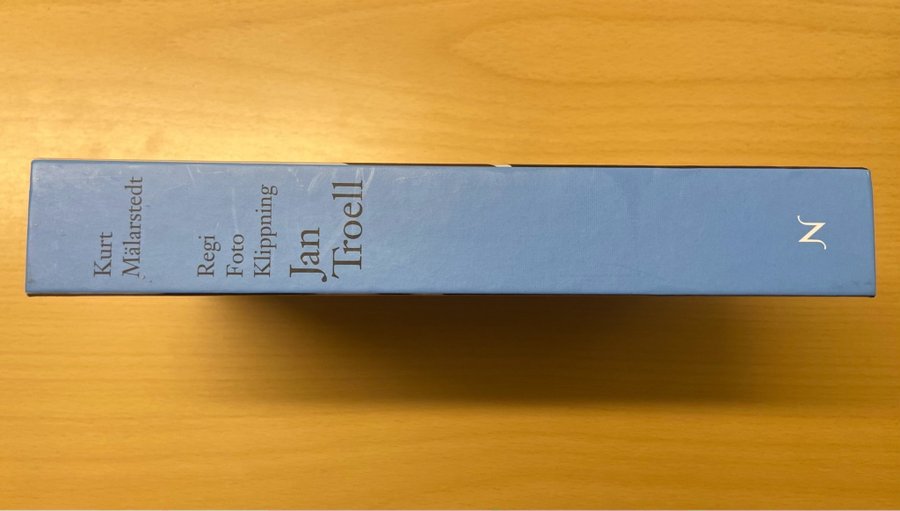 Kurt
Mälarstedt
Regi
Foto
Klippning
Jan
Troell
N